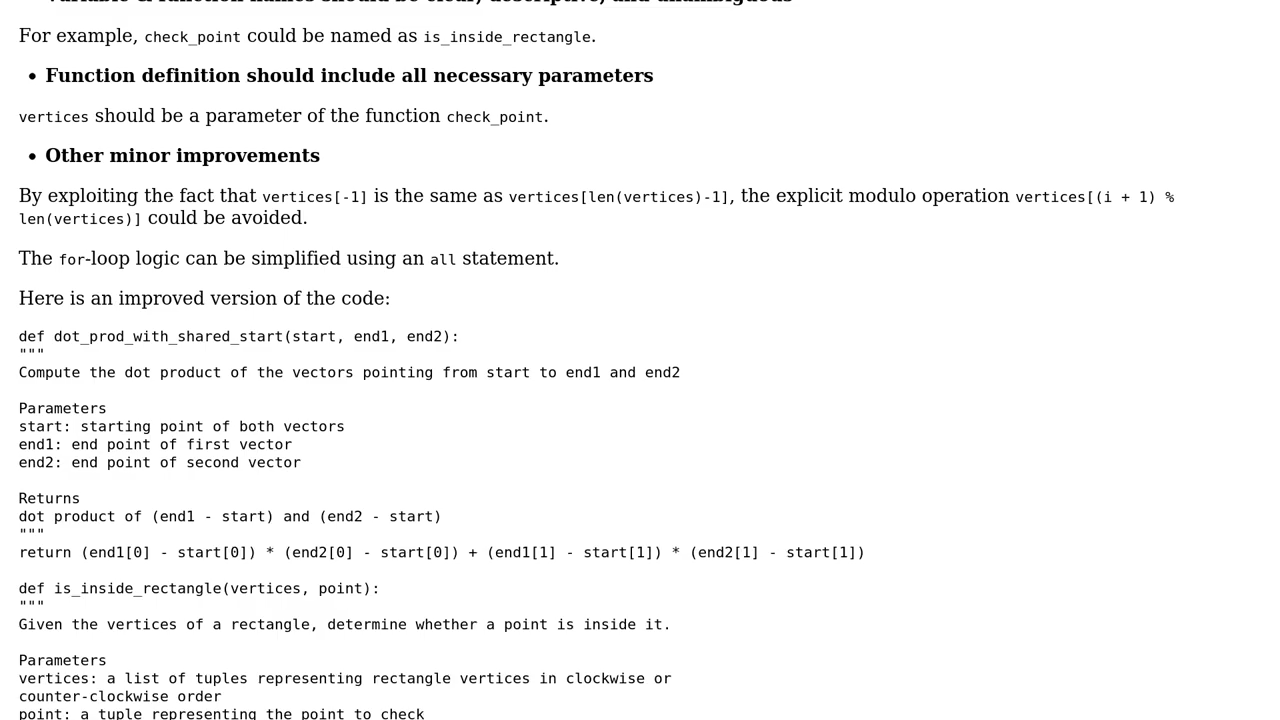 Variable & function names should be clear, descriptive, and unambiguous
For example, check_point could be named as is_inside_rectangle.
• Function definition should include all necessary parameters
vertices should be a parameter of the function check_point.
• Other minor improvements
By exploiting the fact that vertices[-1] is the same as vertices[len(vertices)-1], the explicit modulo operation vertices[(i + 1) %
len(vertices)] could be avoided.
The for-loop logic can be simplified using an all statement.
Here is an improved version of the code:
def dot_prod_with_shared_start(start, end1, end2):
"""
Compute the dot product of the vectors pointing from start to end1 and end2
Parameters
start: starting point of both vectors
end1: end point of first vector
end2: end point of second vector
Returns
dot product of (end1 - start) and (end2 - start)
"""
return (end1[0] - start[0]) * (end2[0] - start[0]) + (end1[1] - start[1]) * (end2[1] - start[1])
def is_inside_rectangle(vertices, point):
"""
Given the vertices of a rectangle, determine whether a point is inside it.
Parameters
vertices: a list of tuples representing rectangle vertices in clockwise or
counter-clockwise order
point: a tuple representing the point to check